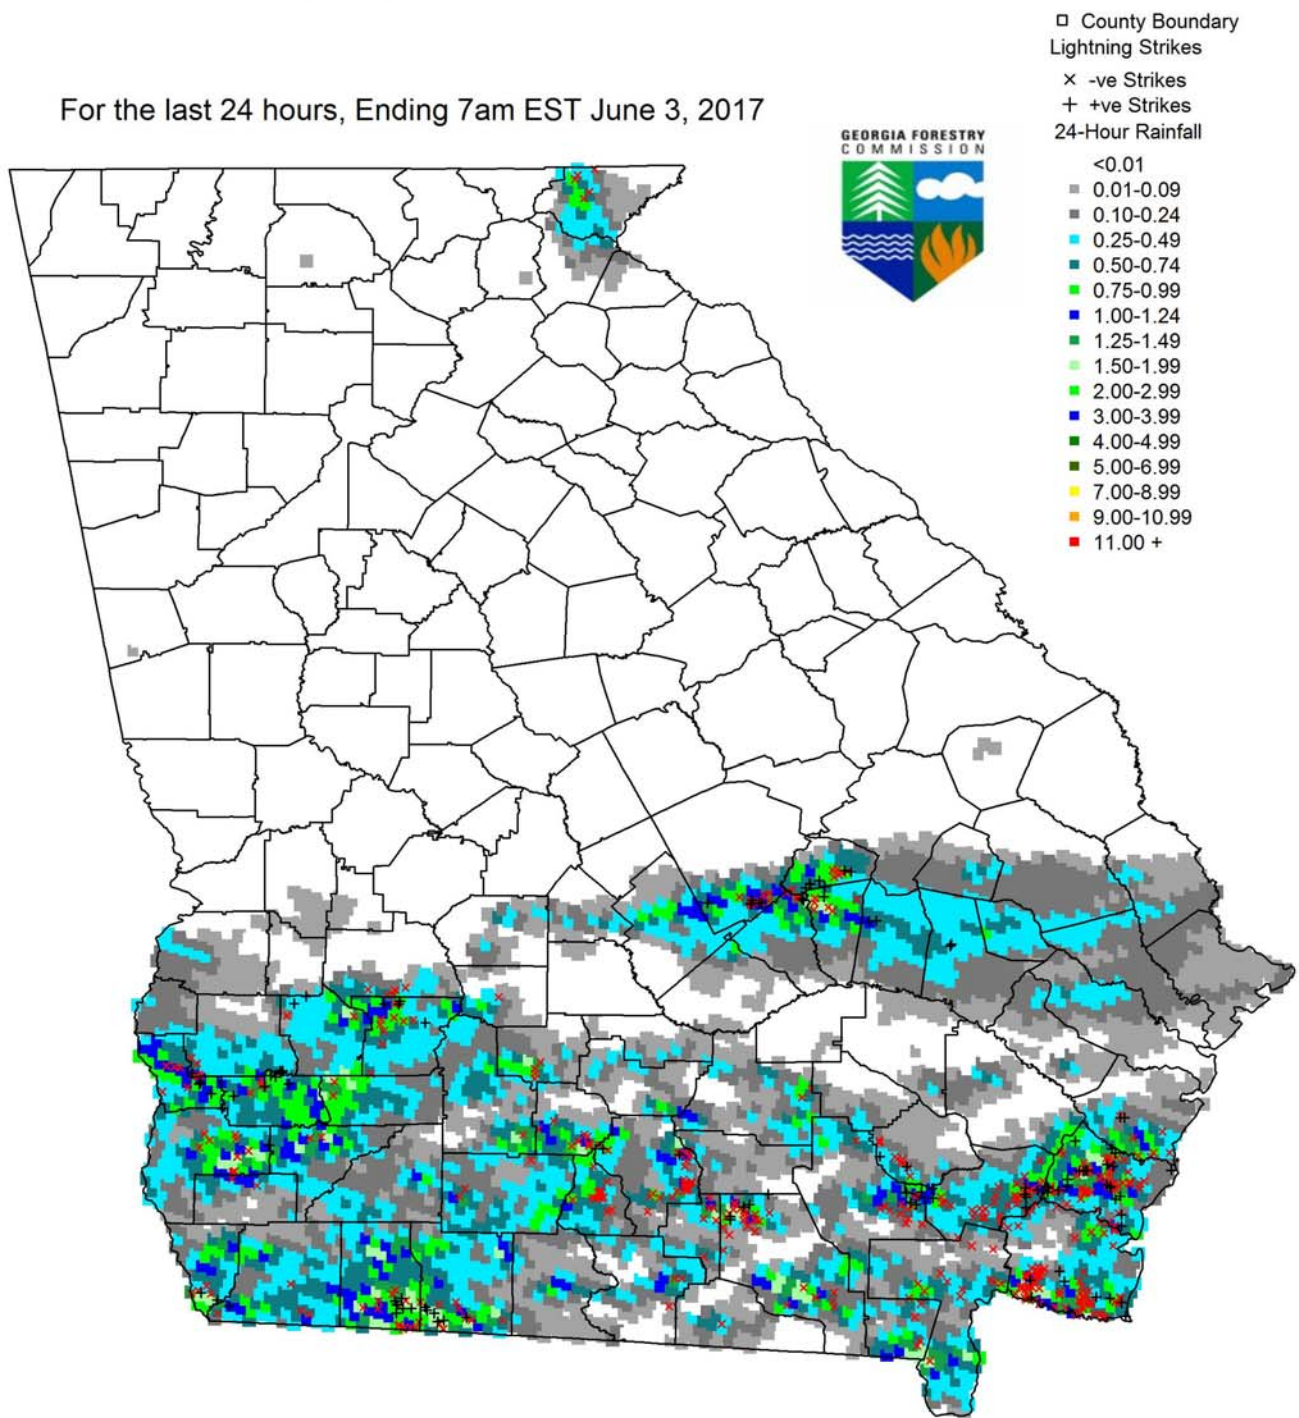 County Boundary
Lightning Strikes
× -ve Strikes
+ +ve Strikes
24-Hour Rainfall
For the last 24 hours, Ending 7am EST June 3, 2017
GEORGIA FORESTRY
COMMISSION
<0.01
0.01-0.09
0.10-0.24
0.25-0.49
0.50-0.74
0.75-0.99
1.00-1.24
1.25-1.49
1.50-1.99
2.00-2.99
3.00-3.99
4.00-4.99
5.00-6.99
7.00-8.99
9.00-10.99
11.00 +